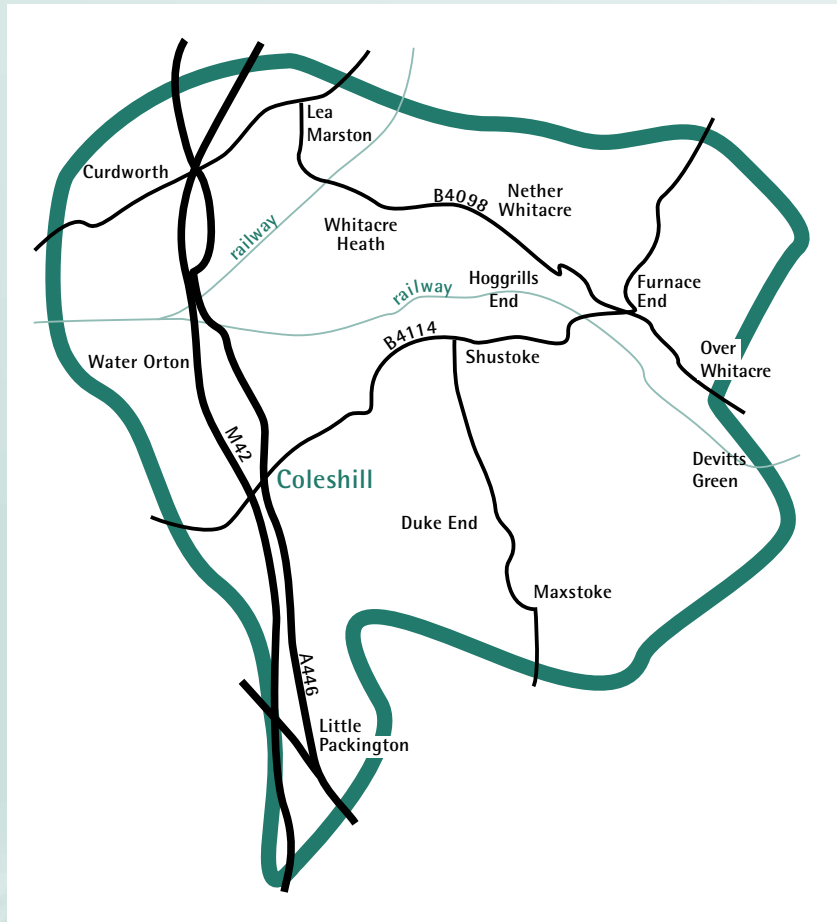 Lea
Marston
Curdworth
B4098
Nether
Whitacre
Whitacre
Heath
railway
Hoggrills
End
railway
Furnace
End
B4114
Shustoke
Over
Whitacre
Water Orton
M42
Coleshill
Devitts
Green
Duke End
Maxstoke
A446
Little
Packington